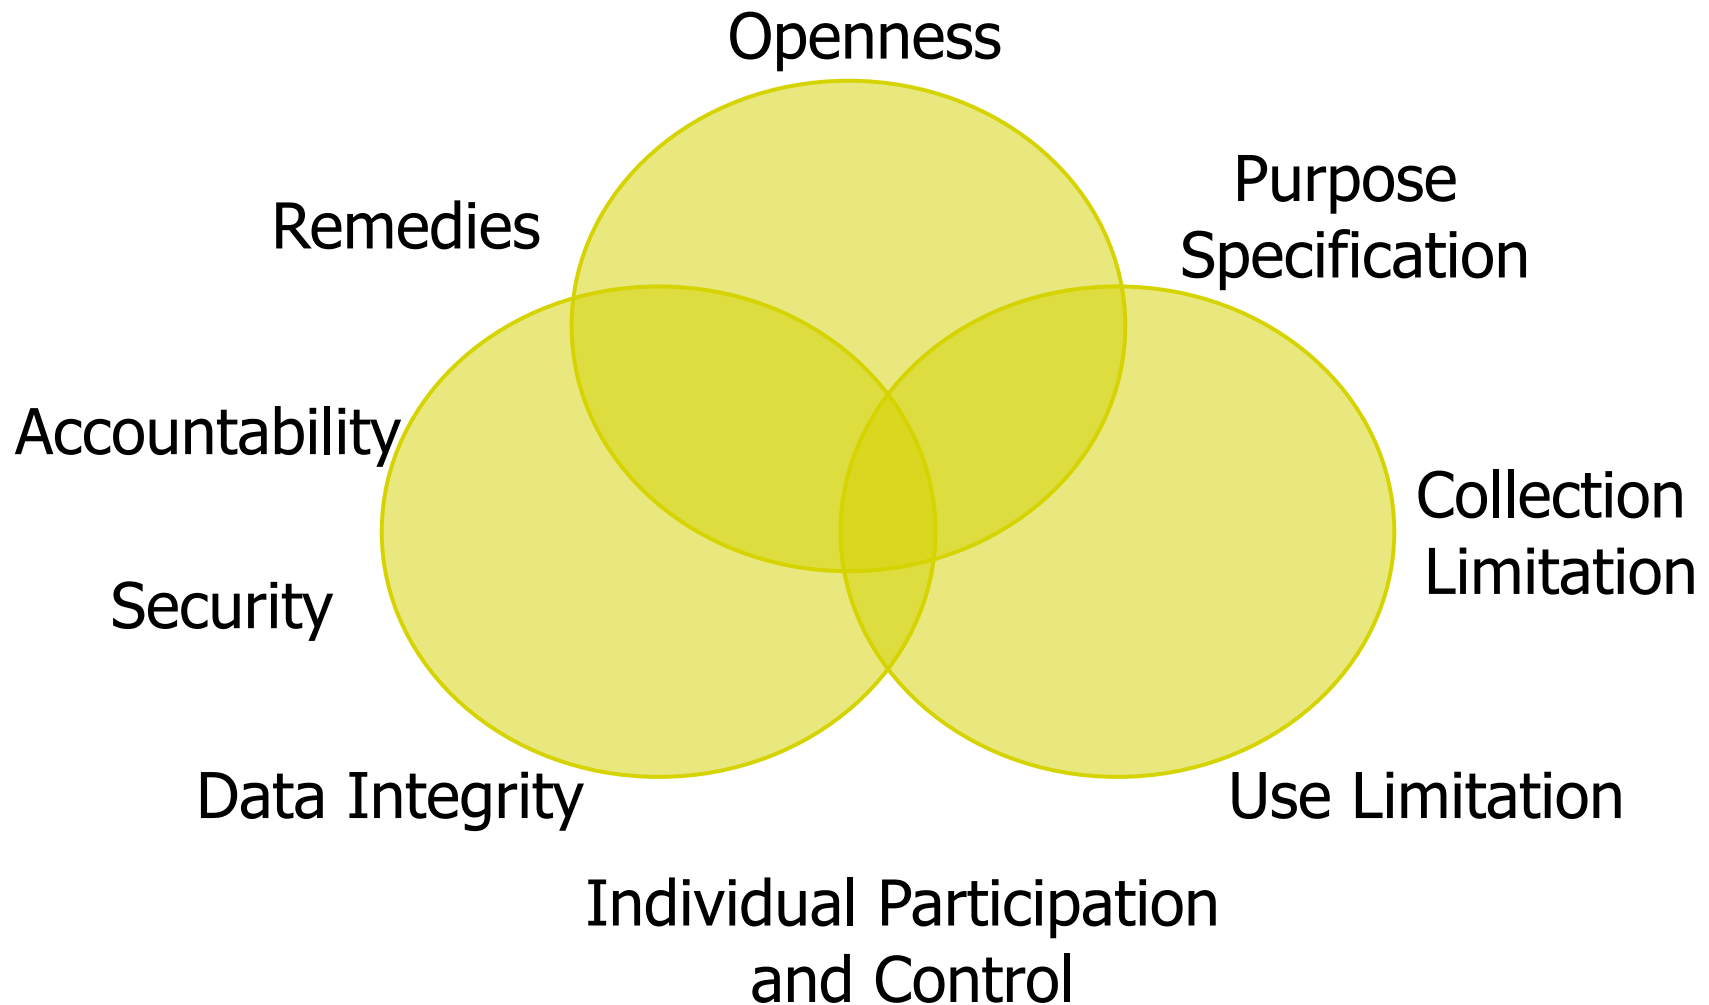 Openness
Purpose
Specification
Remedies
Accountability
Collection
Limitation
Security
Data Integrity
Use Limitation
Individual Participation
and Control